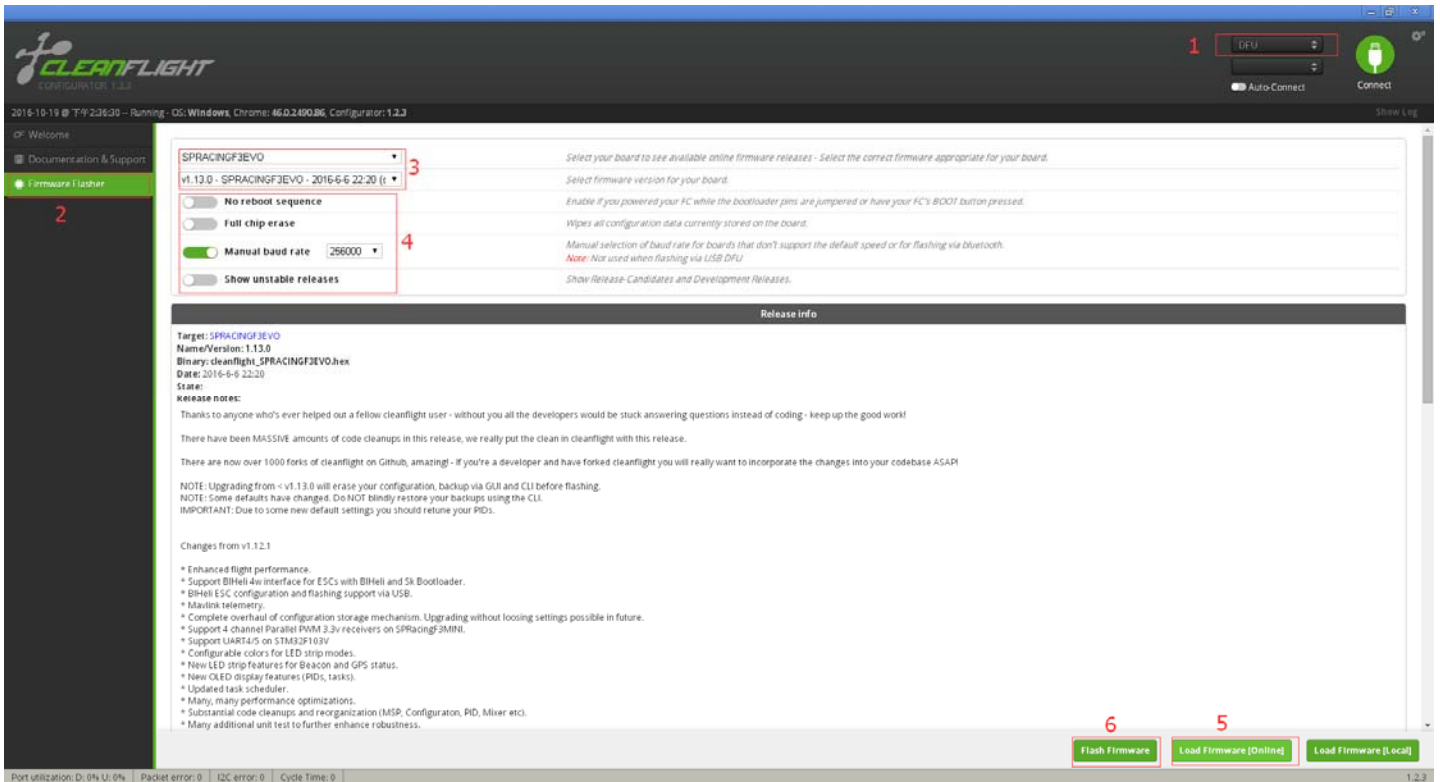 CLEANFLIGHT
CONFIGURATOR 1.2.3
1
DFU
Auto-Connect
Connect
2016-10-19 @ 下午2:36:30 -- Running - OS: Windows, Chrome: 46.0.2490.86, Configurator: 1.2.3
Show Log
Welcome
Documentation & Support
Firmware Flasher
2
SPRACINGF3EVO
Select your board to see available online firmware releases - Select the correct firmware appropriate for your board.
3
v1.13.0 - SPRACINGF3EVO - 2016-6-6 22:20 (s
Select firmware version for your board.
No reboot sequence
Enable if you powered your FC while the bootloader pins are jumpered or have your FC's BOOT button pressed.
Full chip erase
Wipes all configuration data currently stored on the board.
4
Manual baud rate 256000
Manual selection of baud rate for boards that don't support the default speed or for flashing via bluetooth.
Note: Not used when flashing via USB DFU
Show unstable releases
Show Release-Candidates and Development Releases.
Release info
Target: SPRACINGF3EVO
Name/Version: 1.13.0
Binary: cleanflight_SPRACINGF3EVO.hex
Date: 2016-6-6 22:20
State:
Release notes:
Thanks to anyone who's ever helped out a fellow cleanflight user - without you all the developers would be stuck answering questions instead of coding - keep up the good work!
There have been MASSIVE amounts of code cleanups in this release, we really put the clean in cleanflight with this release.
There are now over 1000 forks of cleanflight on Github, amazing! - If you're a developer and have forked cleanflight you will really want to incorporate the changes into your codebase ASAP!
NOTE: Upgrading from < v1.13.0 will erase your configuration, backup via GUI and CLI before flashing.
NOTE: Some defaults have changed. Do NOT blindly restore your backups using the CLI.
IMPORTANT: Due to some new default settings you should retune your PIDs.
Changes from v1.12.1
* Enhanced flight performance.
* Support BlHeli 4w interface for ESCs with BlHeli and Sk Bootloader.
* BlHeli ESC configuration and flashing support via USB.
* Mavlink telemetry.
* Complete overhaul of configuration storage mechanism. Upgrading without loosing settings possible in future.
* Support 4 channel Parallel PWM 3.3v receivers on SPRacingF3MINI.
* Support UART4/5 on STM32F103V
* Configurable colors for LED strip modes.
* New LED strip features for Beacon and GPS status.
* New OLED display features (PIDs, tasks).
* Updated task scheduler.
* Many, many performance optimizations.
* Substantial code cleanups and reorganization (MSP, Configuraton, PID, Mixer etc).
* Many additional unit test to further enhance robustness.
6
5
Flash Firmware
Load Firmware [Online]
Load Firmware [Local]
Port utilization: D: 0% U: 0%
Packet error: 0
I2C error: 0
Cycle Time: 0
1.2.3